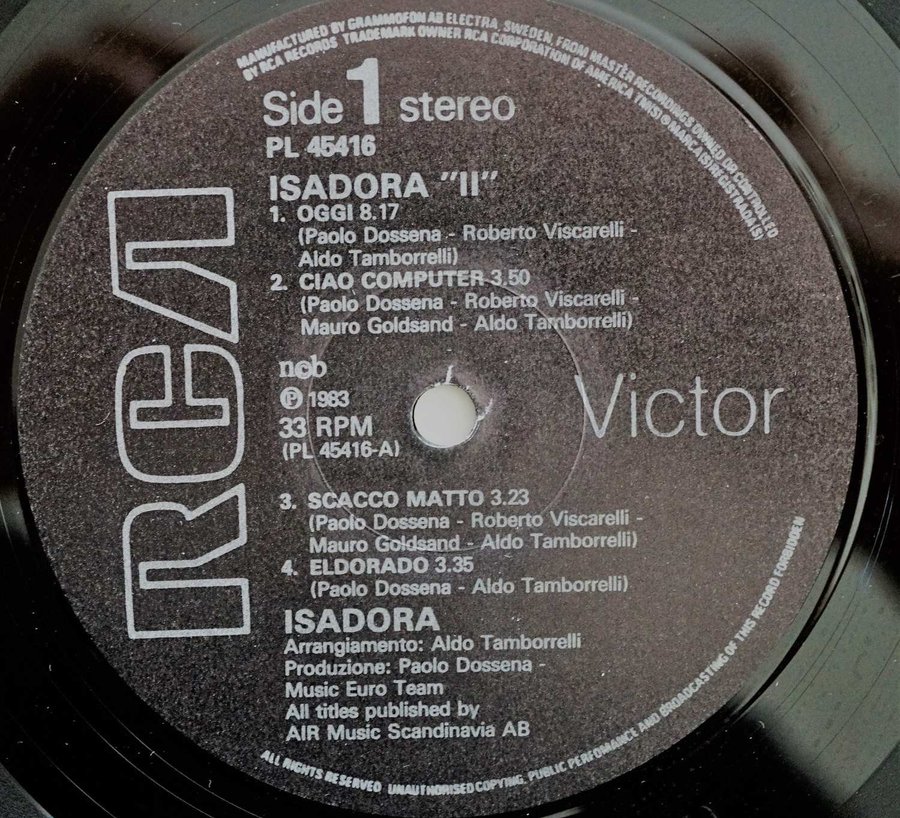 MANUFACTURED BY GRAMMOFON AB ELECTRA, SWEDEN, FROM MASTER RECORDINGS OWNED OR CONTROLLED
BY RCA RECORDS TRADEMARK OWNER RCA CORPORATION OF AMERICA TM(S) ® MARCA(S) REGISTRADA(S)
Side 1 stereo
PL 45416
ISADORA "II"
1. OGGI 8.17
(Paolo Dossena - Roberto Viscarelli -
Aldo Tamborrelli)
2. CIAO COMPUTER 3.50
(Paolo Dossena - Roberto Viscarelli -
Mauro Goldsand - Aldo Tamborrelli)
ncb
℗ 1983
33 RPM
(PL 45416-A)
RCA
Victor
3. SCACCO MATTO 3.23
(Paolo Dossena - Roberto Viscarelli -
Mauro Goldsand - Aldo Tamborrelli)
4. ELDORADO 3.35
(Paolo Dossena - Aldo Tamborrelli)
ISADORA
Arrangiamento: Aldo Tamborrelli
Produzione: Paolo Dossena -
Music Euro Team
All titles published by
AIR Music Scandinavia AB
ALL RIGHTS RESERVED UNAUTHORISED COPYING, PUBLIC PERFOMANCE AND BROADCASTING OF THIS RECORD FORBIDDEN